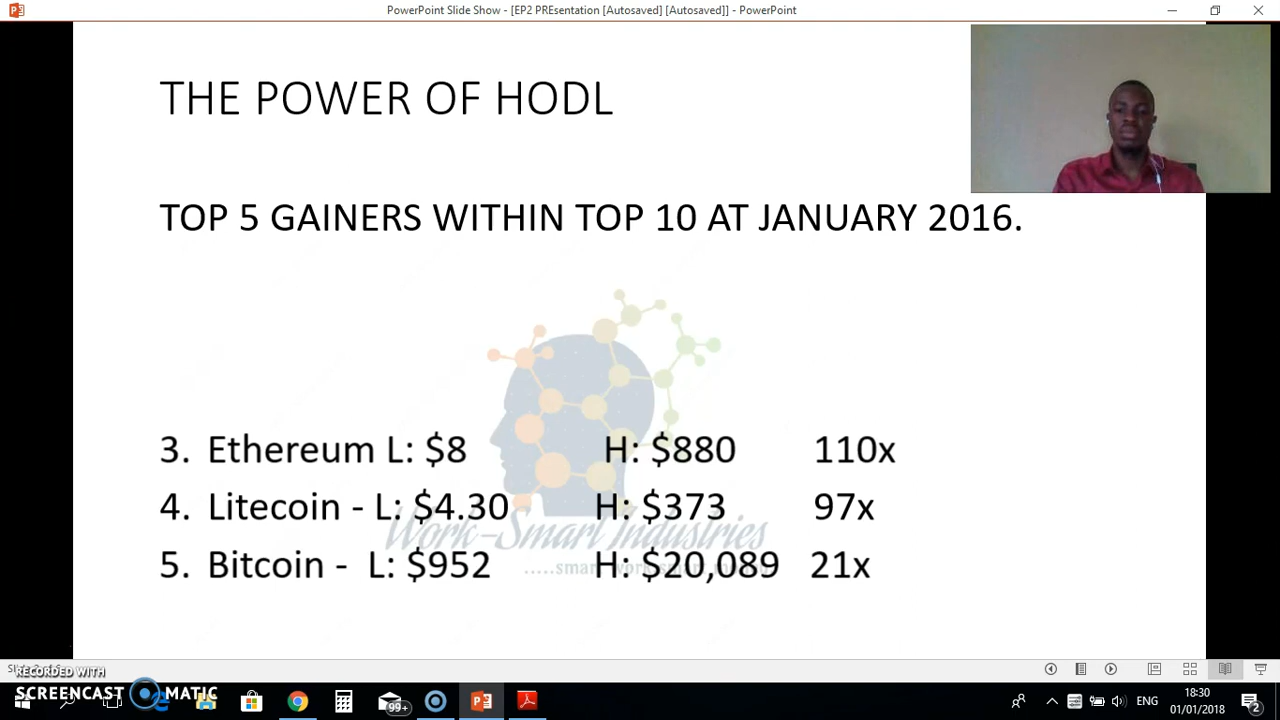 PowerPoint Slide Show - [EP2 PREsentation [Autosaved] [Autosaved]] - PowerPoint
THE POWER OF HODL
TOP 5 GAINERS WITHIN TOP 10 AT JANUARY 2016.
3. Ethereum L: $8 H: $880 110x
4. Litecoin - L: $4.30 H: $373 97x
5. Bitcoin - L: $952 H: $20,089 21x
Work-Smart Industries
RECORDED WITH
SCREENCAST MATIC
99+
ENG
18:30
01/01/2018
2